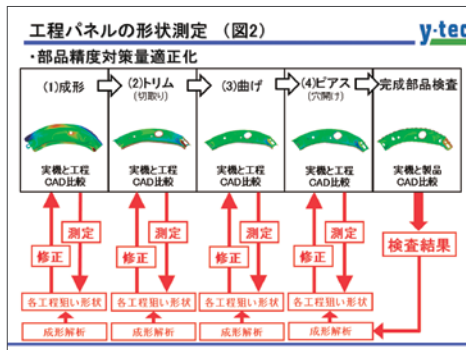 工程パネルの形状測定 (図2)
y-tec
・部品精度対策量適正化
(1)成形
(2)トリム
(切取り)
(3)曲げ
(4)ピアス
(穴開け)
完成部品検査
実機と工程
CAD比較
実機と工程
CAD比較
実機と工程
CAD比較
実機と工程
CAD比較
実機と製品
CAD比較
修正
測定
修正
測定
修正
測定
修正
測定
検査結果
各工程狙い形状
各工程狙い形状
各工程狙い形状
各工程狙い形状
成形解析
成形解析
成形解析
成形解析